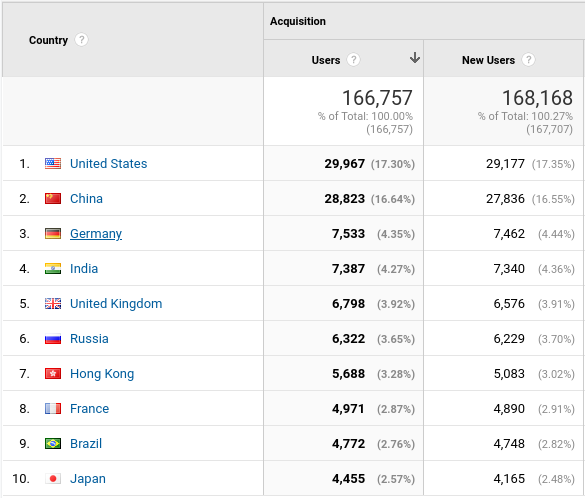 Acquisition
Country ?
Users ? ↓ New Users ?
166,757 168,168
% of Total: 100.00% % of Total: 100.27%
(166,757) (167,707)
1. United States 29,967 (17.30%) 29,177 (17.35%)
2. China 28,823 (16.64%) 27,836 (16.55%)
3. Germany 7,533 (4.35%) 7,462 (4.44%)
4. India 7,387 (4.27%) 7,340 (4.36%)
5. United Kingdom 6,798 (3.92%) 6,576 (3.91%)
6. Russia 6,322 (3.65%) 6,229 (3.70%)
7. Hong Kong 5,688 (3.28%) 5,083 (3.02%)
8. France 4,971 (2.87%) 4,890 (2.91%)
9. Brazil 4,772 (2.76%) 4,748 (2.82%)
10. Japan 4,455 (2.57%) 4,165 (2.48%)